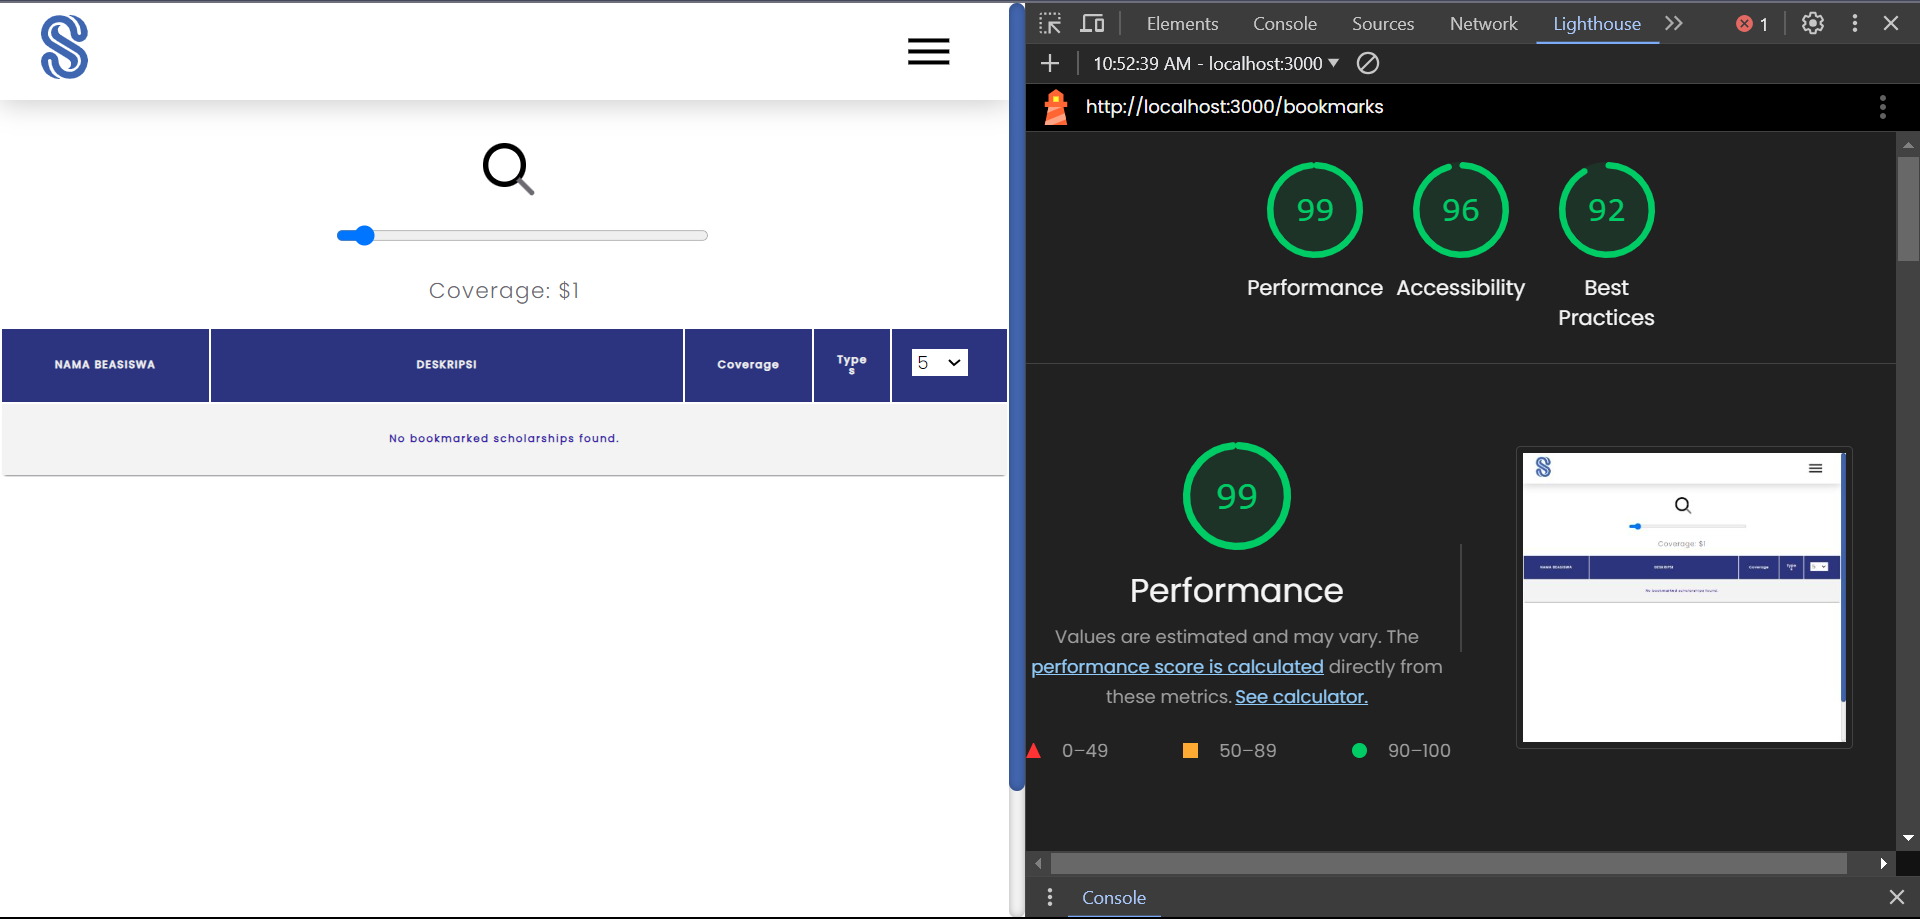 Coverage: $1
NAMA BEASISWA
DESKRIPSI
Coverage
Type
s
5
No bookmarked scholarships found.
Elements
Console
Sources
Network
Lighthouse
1
10:52:39 AM - localhost:3000
http://localhost:3000/bookmarks
99
96
92
Performance
Accessibility
Best
Practices
99
Performance
Values are estimated and may vary. The
performance score is calculated directly from
these metrics. See calculator.
0–49
50–89
90–100
Coverage: $1
NAMA BEASISWA
DESKRIPSI
Coverage
Type
s
5
No bookmarked scholarships found.
Console